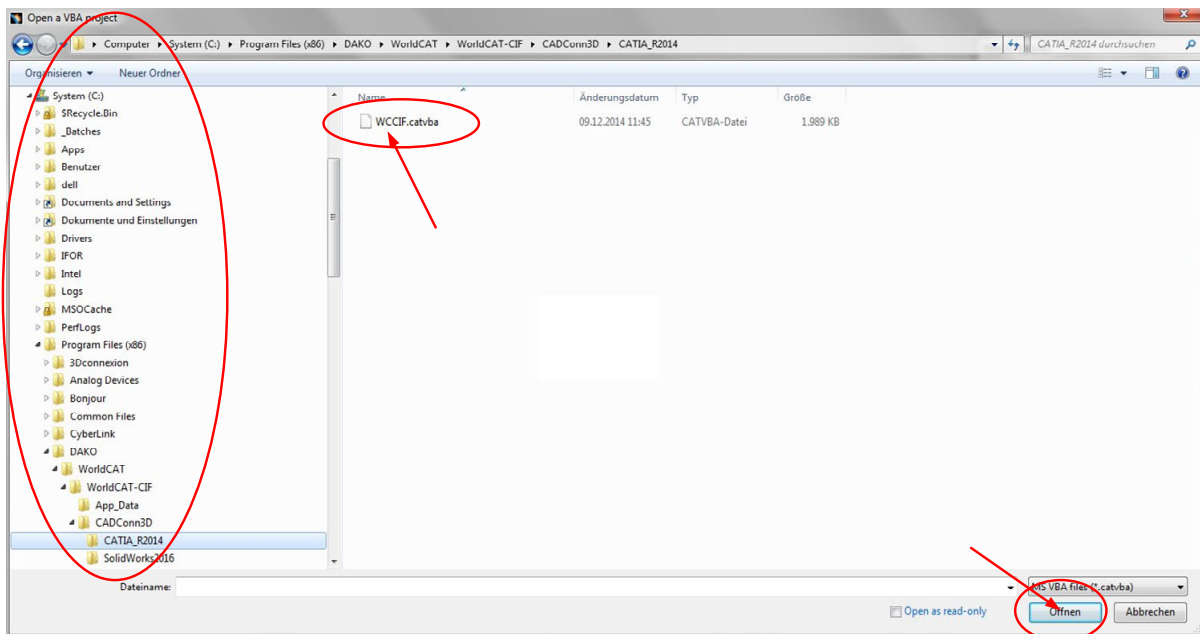 Open a VBA project
Computer ▸ System (C:) ▸ Program Files (x86) ▸ DAKO ▸ WorldCAT ▸ WorldCAT-CIF ▸ CADConn3D ▸ CATIA_R2014
CATIA_R2014 durchsuchen
Organisieren
Neuer Ordner
System (C:)
$Recycle.Bin
_Batches
Apps
Benutzer
dell
Documents and Settings
Dokumente und Einstellungen
Drivers
IFOR
Intel
Logs
MSOCache
PerfLogs
Program Files (x86)
3Dconnexion
Analog Devices
Bonjour
Common Files
CyberLink
DAKO
WorldCAT
WorldCAT-CIF
App_Data
CADConn3D
CATIA_R2014
SolidWorks2016
Name Änderungsdatum Typ Größe
WCCIF.catvba 09.12.2014 11:45 CATVBA-Datei 1.989 KB
Dateiname:
MS VBA files (*.catvba)
Open as read-only
Öffnen
Abbrechen